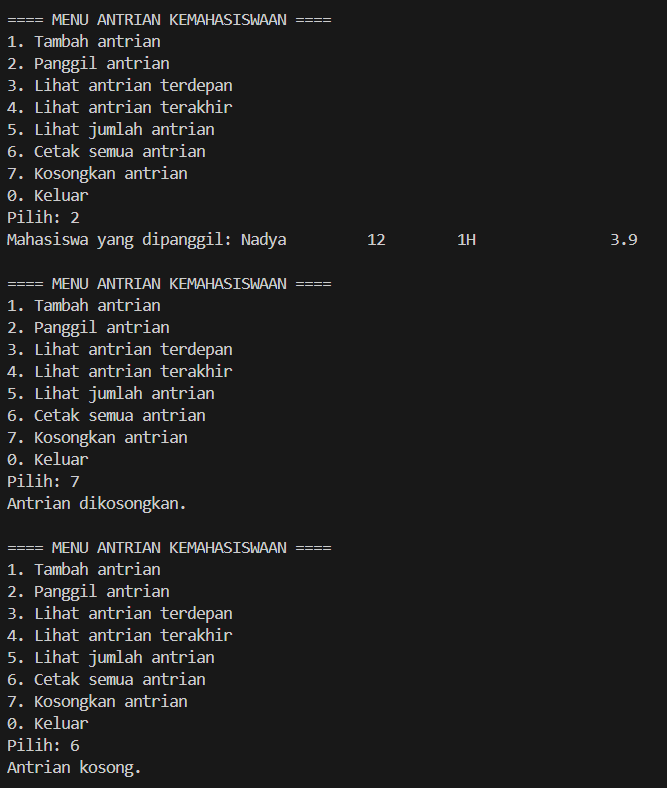 ==== MENU ANTRIAN KEMAHASISWAAN ====
1. Tambah antrian
2. Panggil antrian
3. Lihat antrian terdepan
4. Lihat antrian terakhir
5. Lihat jumlah antrian
6. Cetak semua antrian
7. Kosongkan antrian
0. Keluar
Pilih: 2
Mahasiswa yang dipanggil: Nadya         12        1H               3.9
==== MENU ANTRIAN KEMAHASISWAAN ====
1. Tambah antrian
2. Panggil antrian
3. Lihat antrian terdepan
4. Lihat antrian terakhir
5. Lihat jumlah antrian
6. Cetak semua antrian
7. Kosongkan antrian
0. Keluar
Pilih: 7
Antrian dikosongkan.
==== MENU ANTRIAN KEMAHASISWAAN ====
1. Tambah antrian
2. Panggil antrian
3. Lihat antrian terdepan
4. Lihat antrian terakhir
5. Lihat jumlah antrian
6. Cetak semua antrian
7. Kosongkan antrian
0. Keluar
Pilih: 6
Antrian kosong.